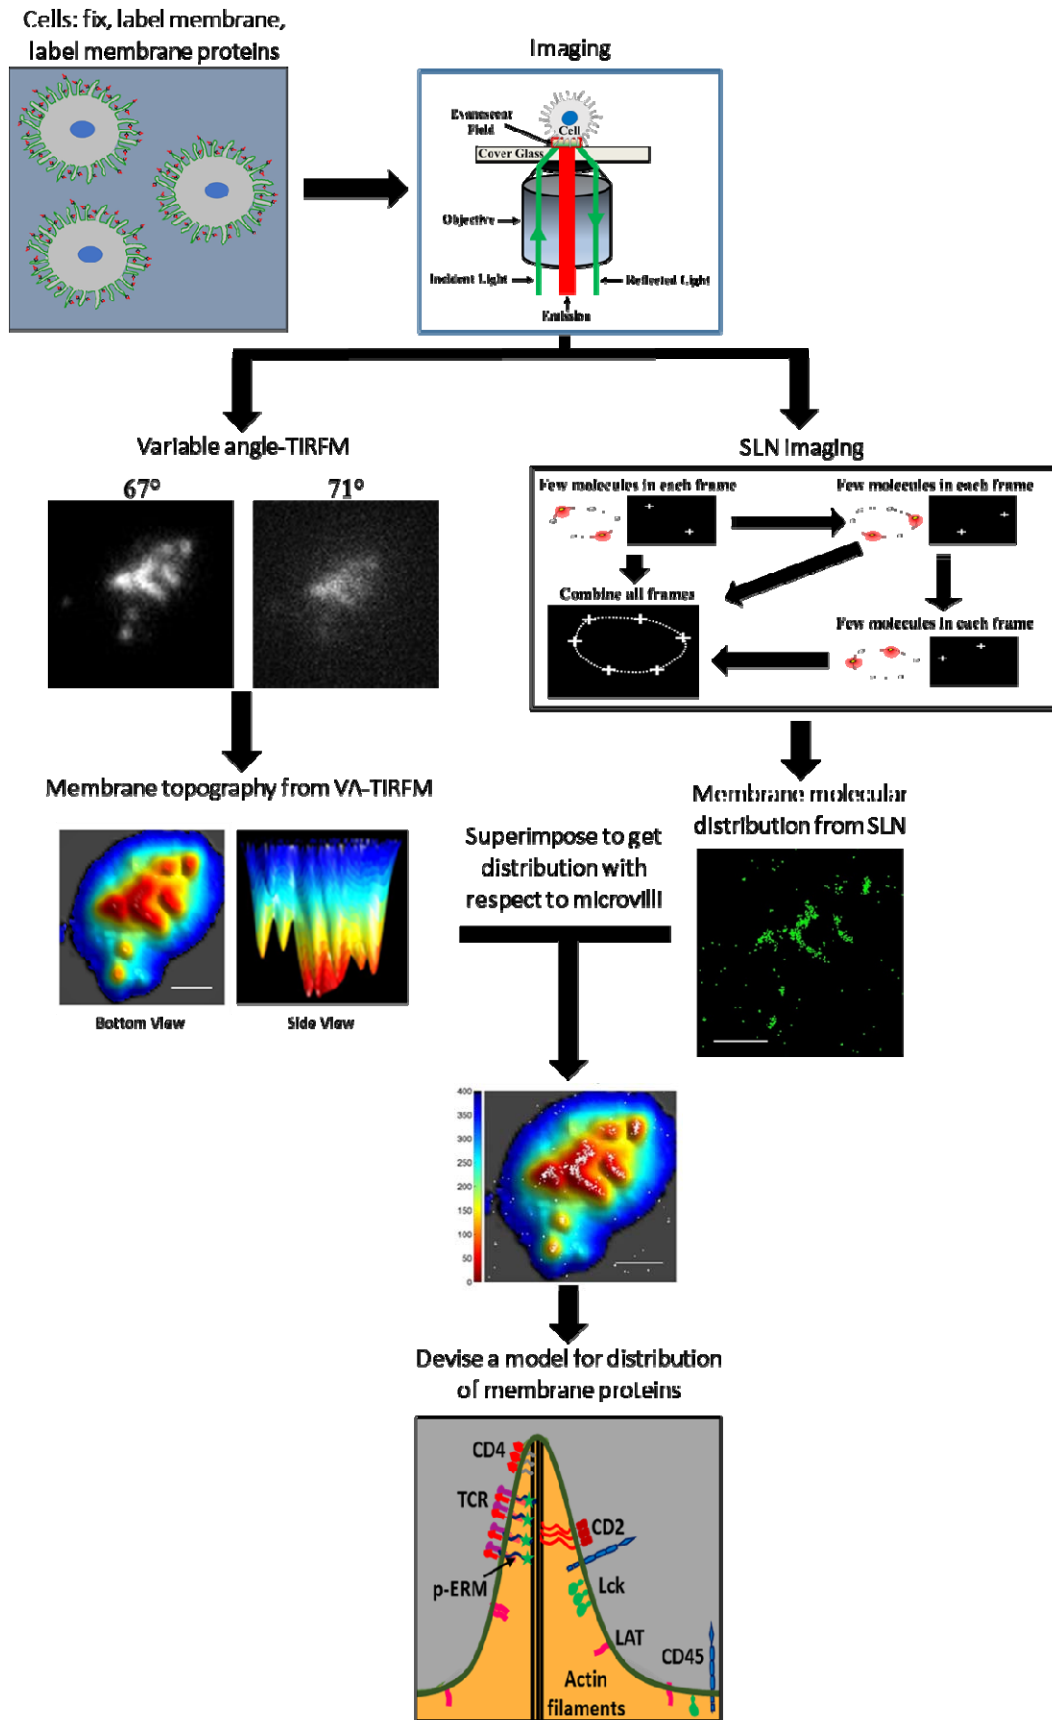 Cells: fix, label membrane,
label membrane proteins
Imaging
Evanescent
Field
Cell
Cover Glass
Objective
Incident Light
Reflected Light
Emission
Variable angle-TIRFM
67°
71°
SLN Imaging
Few molecules in each frame
Few molecules in each frame
Combine all frames
Few molecules in each frame
Membrane topography from VA-TIRFM
Bottom View
Side View
Superimpose to get
distribution with
respect to microvilli
Membrane molecular
distribution from SLN
400
350
300
250
200
150
100
50
0
Devise a model for distribution
of membrane proteins
CD4
TCR
CD2
p-ERM
Lck
LAT
CD45
Actin
filaments